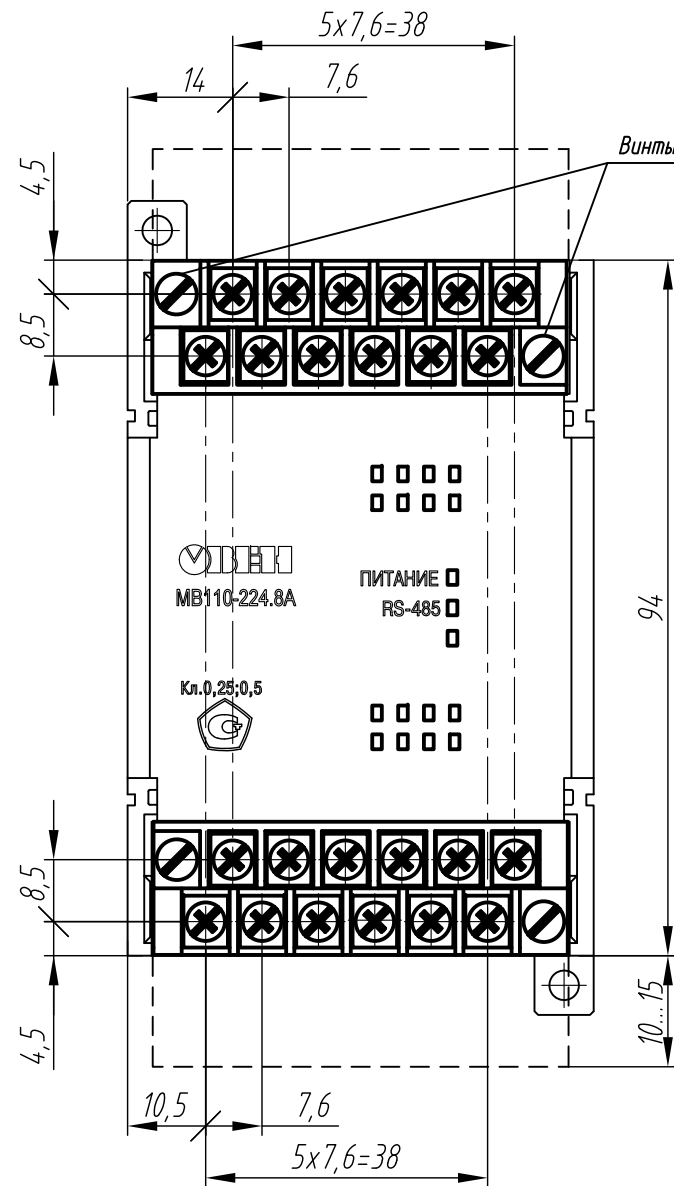 5x7,6=38
14
7,6
Винты
4,5
8,5
ОВЕН
МВ110-224.8А
ПИТАНИЕ
RS-485
94
Кл.0,25;0,5
8,5
4,5
10...15
10,5
7,6
5x7,6=38